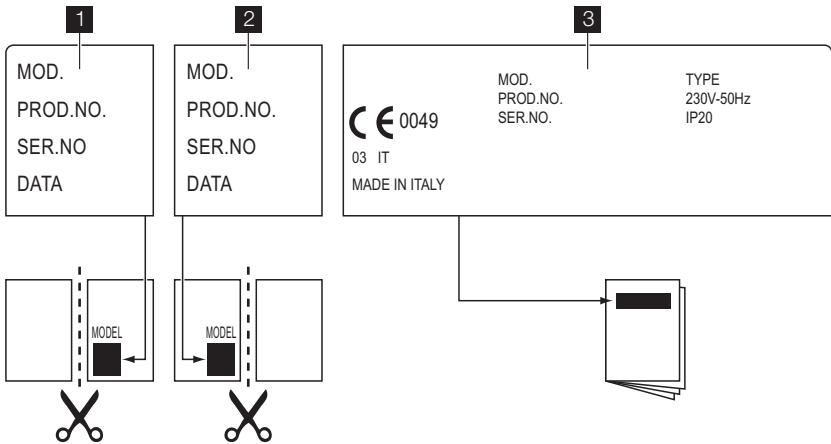 1
MOD.
PROD.NO.
SER.NO
DATA
MODEL
2
MOD.
PROD.NO.
SER.NO
DATA
MODEL
3
CE 0049
03 IT
MADE IN ITALY
MOD.
PROD.NO.
SER.NO.
TYPE
230V-50Hz
IP20